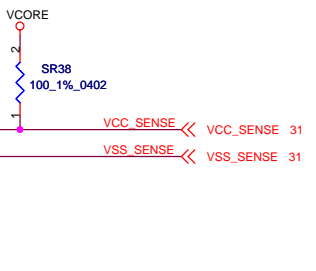 VCORE
2
SR38
100_1%_0402
1
VCC_SENSE VCC_SENSE 31
VSS_SENSE VSS_SENSE 31